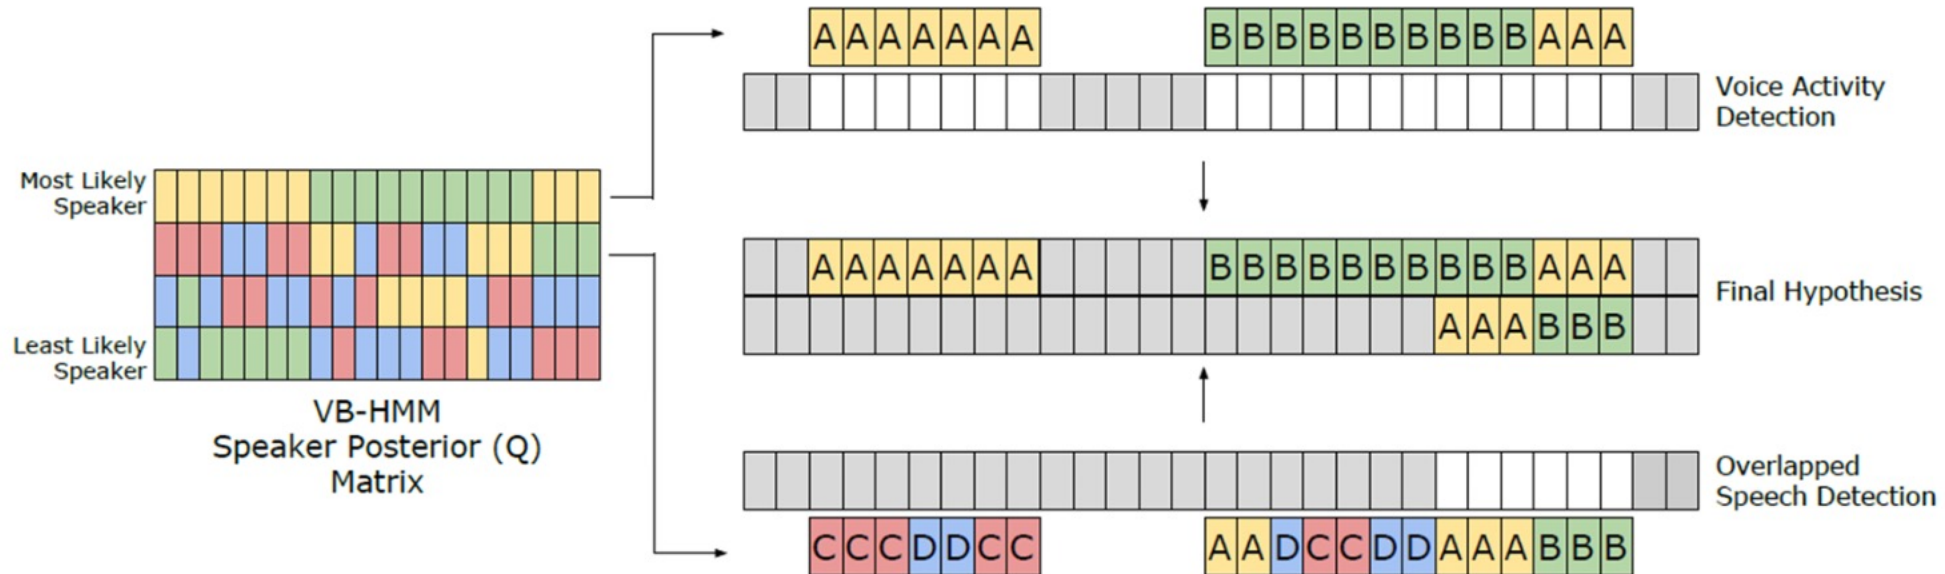 A A A A A A A B B B B B B B B B B A A A
Voice Activity
Detection
Most Likely
Speaker
A A A A A A A B B B B B B B B B B A A A
Final Hypothesis
A A A B B B
Least Likely
Speaker
VB-HMM
Speaker Posterior (Q)
Matrix
Overlapped
Speech Detection
C C C D D C C A A D C C D D A A A B B B